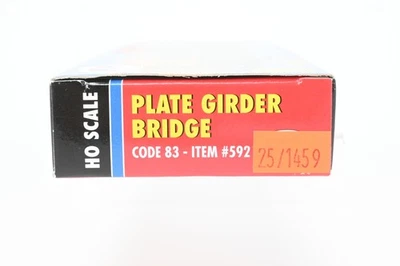 HO SCALE
PLATE GIRDER
BRIDGE
CODE 83 - ITEM #592
25/1459